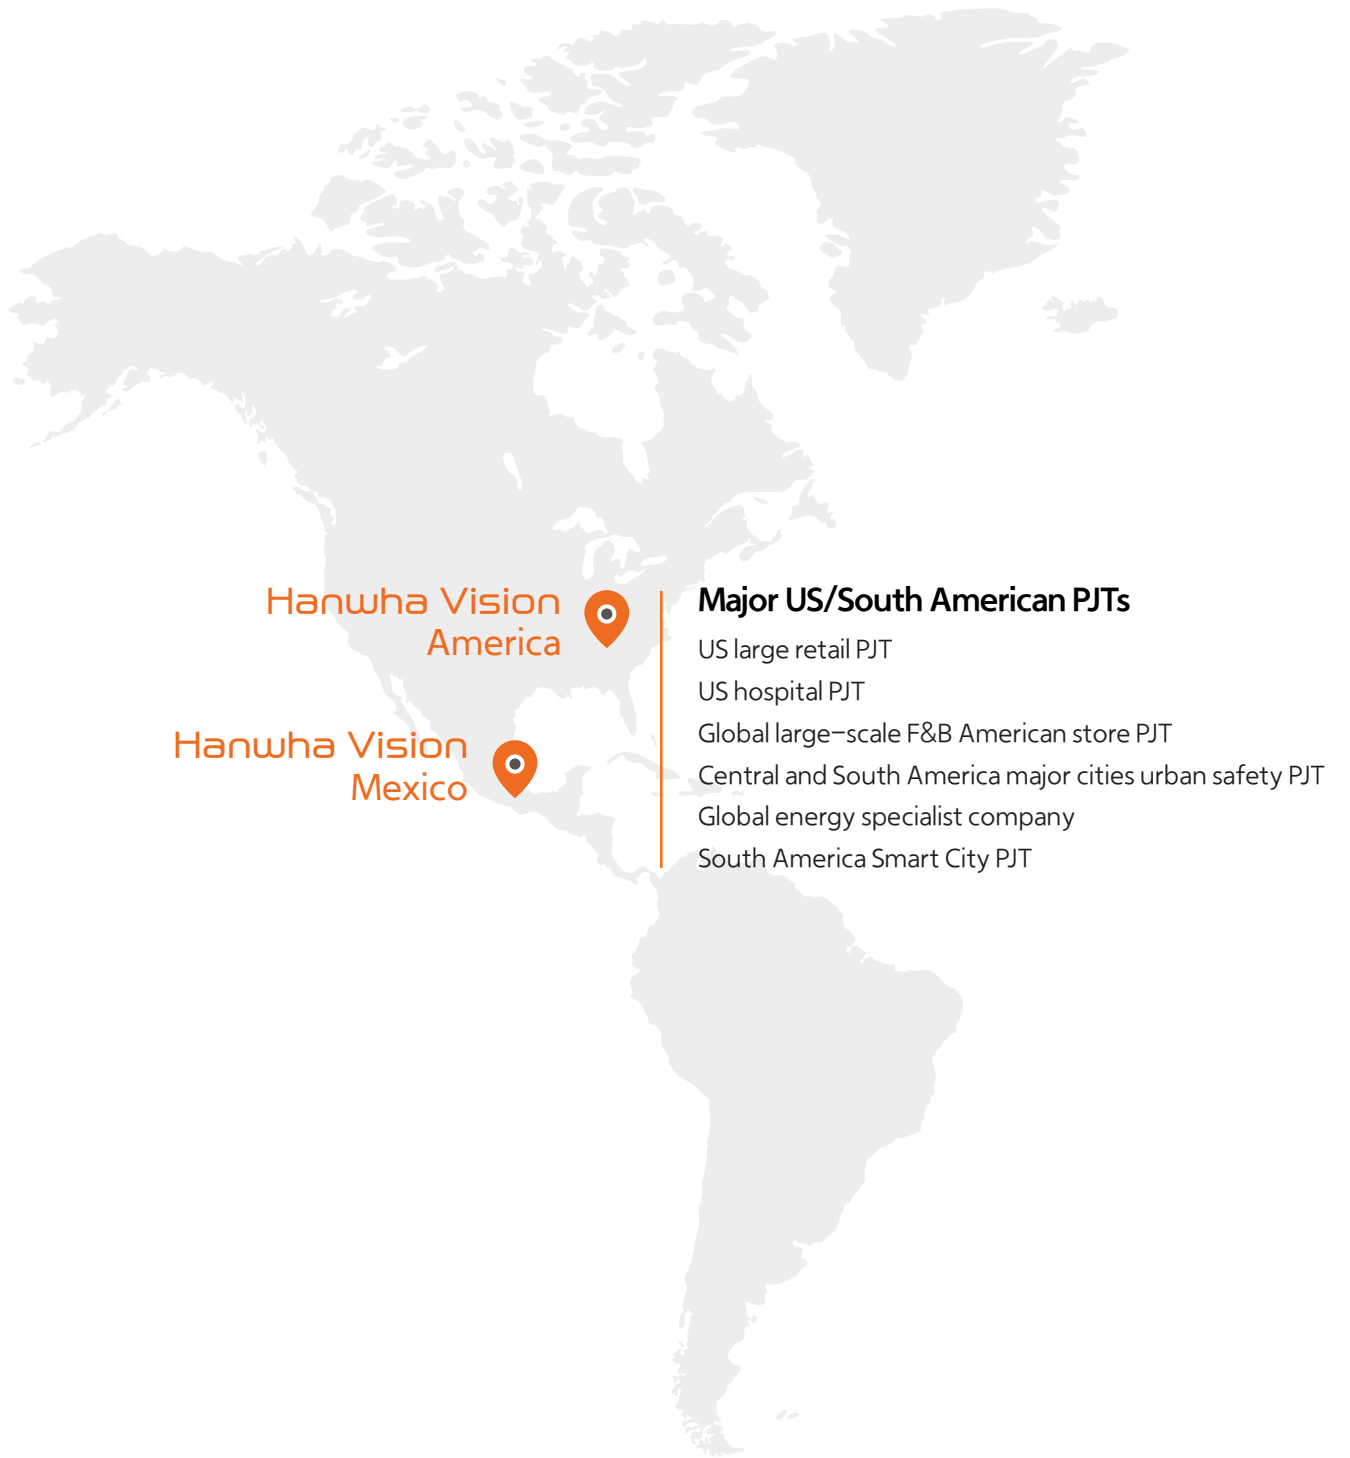 Hanwha Vision
America
Hanwha Vision
Mexico
Major US/South American PJTs
US large retail PJT
US hospital PJT
Global large-scale F&B American store PJT
Central and South America major cities urban safety PJT
Global energy specialist company
South America Smart City PJT